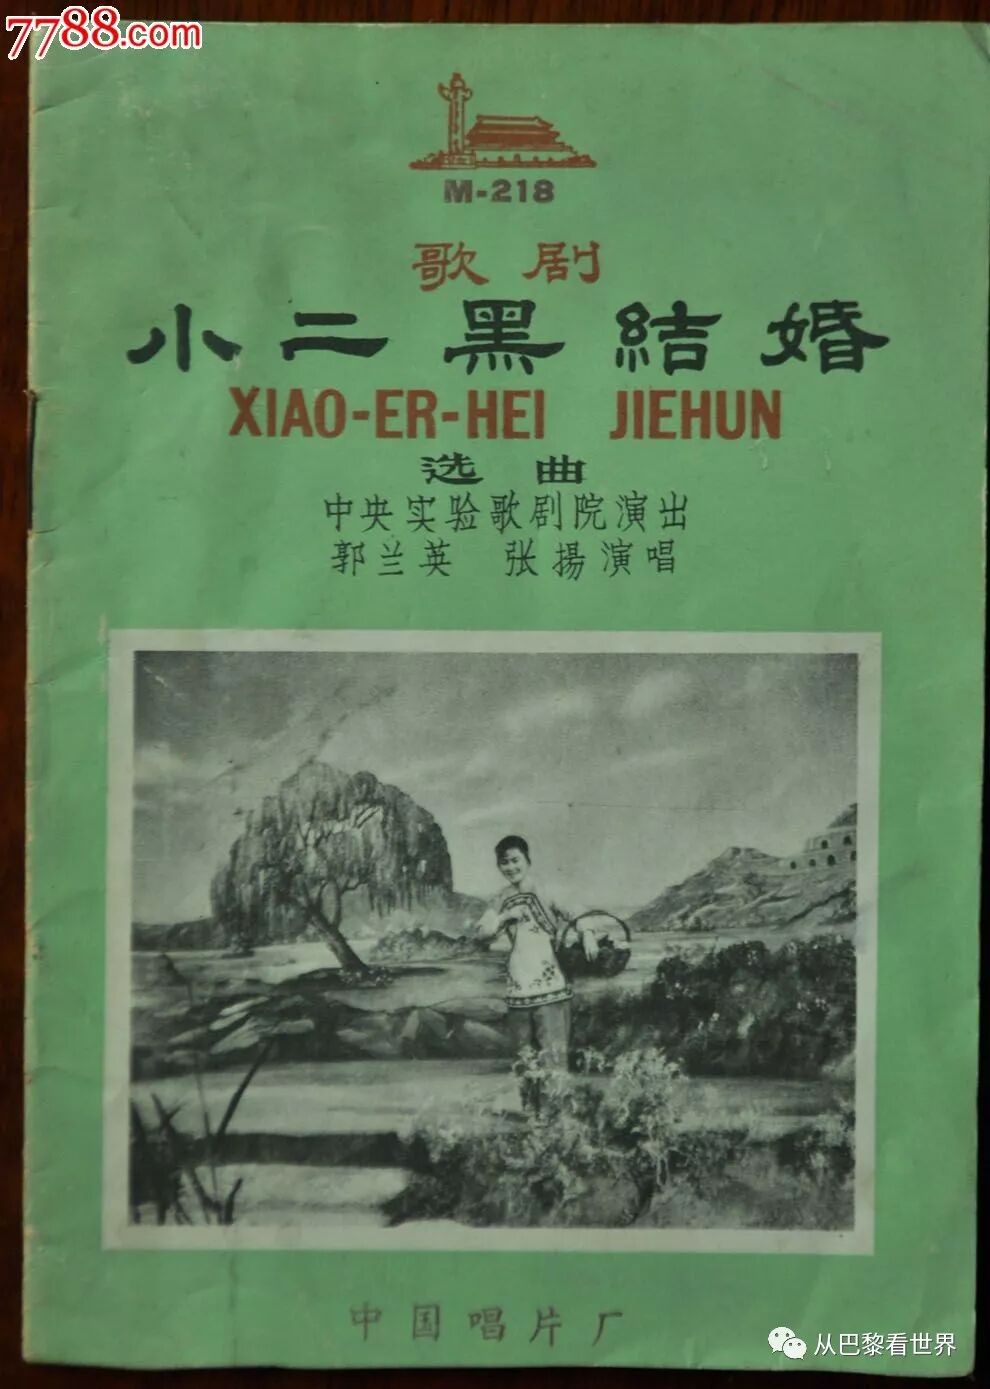 7788.com
M-218
歌剧
小二黑結婚
XIAO-ER-HEI JIEHUN
选曲
中央实验歌剧院演出
郭兰英 张揚演唱
中国唱片厂
从巴黎看世界